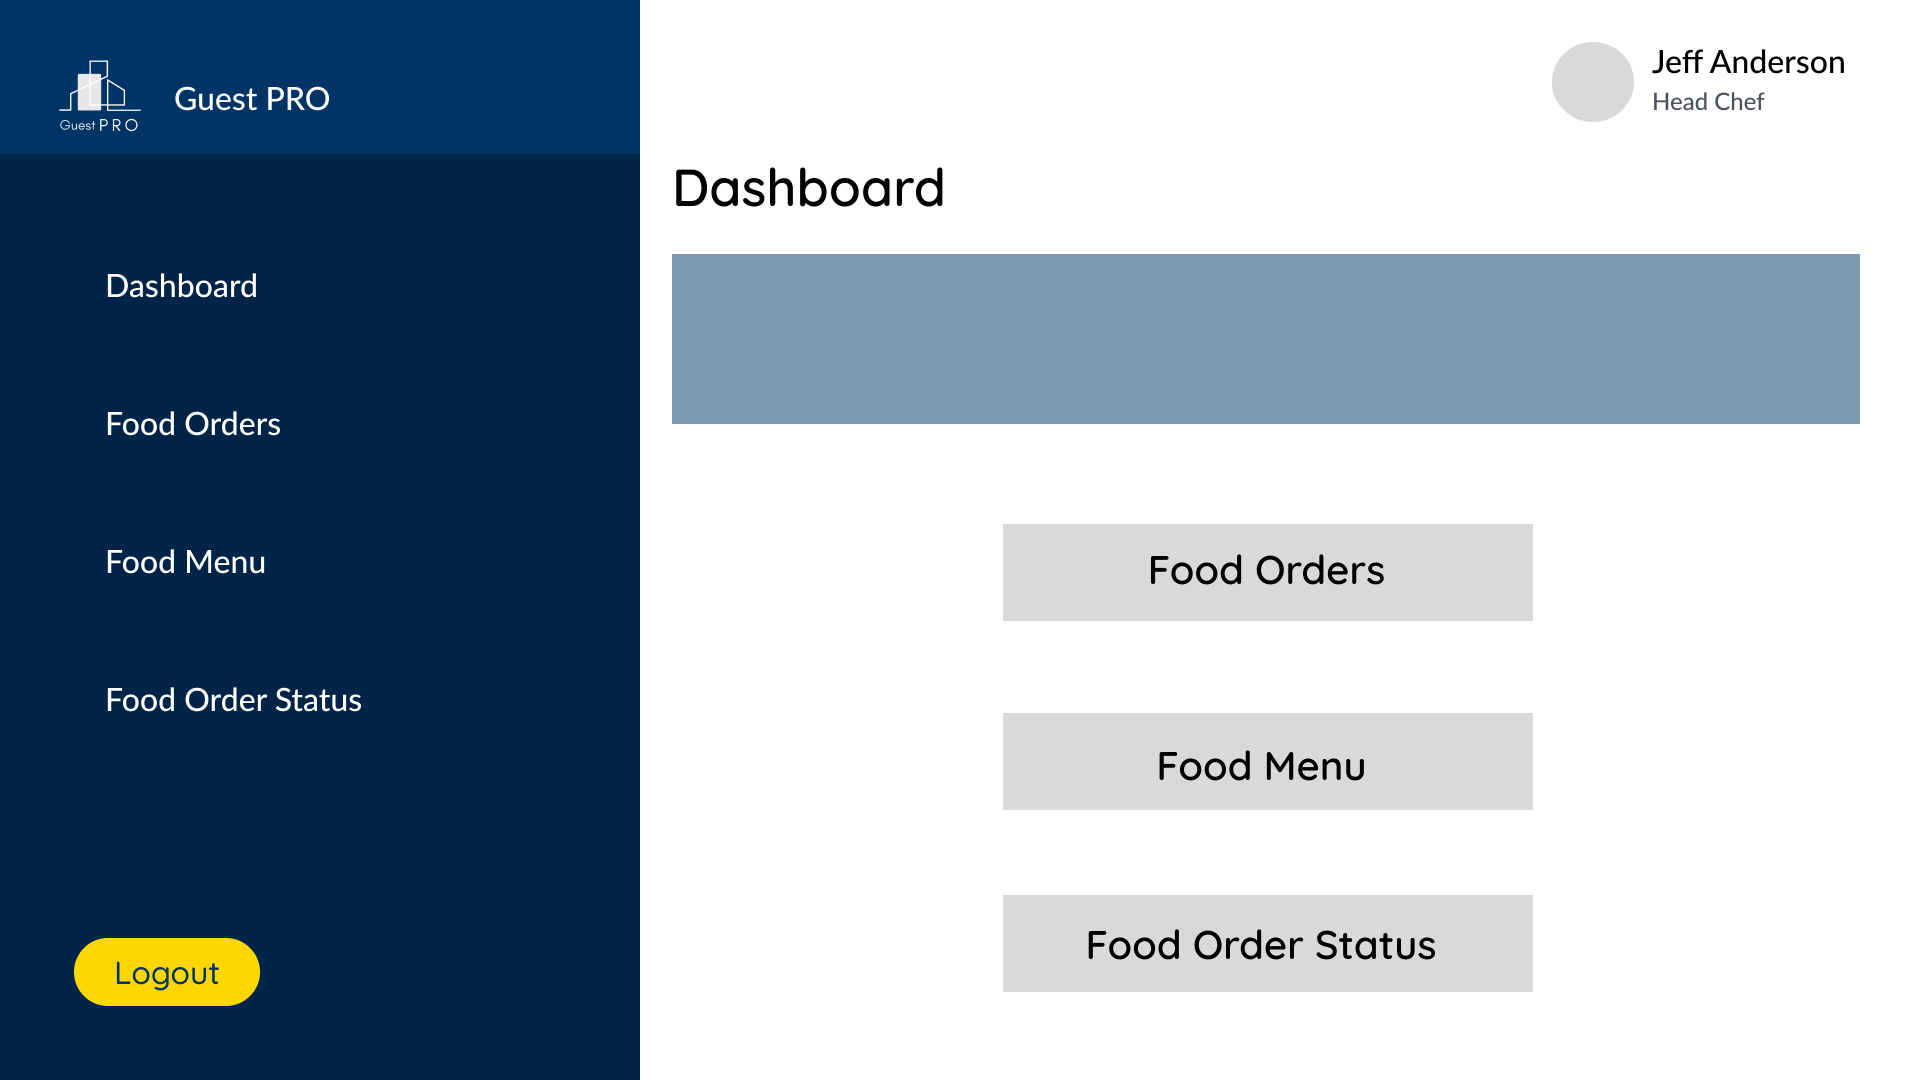 Guest PRO
Guest PRO
Jeff Anderson
Head Chef
Dashboard
Dashboard
Food Orders
Food Menu
Food Order Status
Logout
Food Orders
Food Menu
Food Order Status